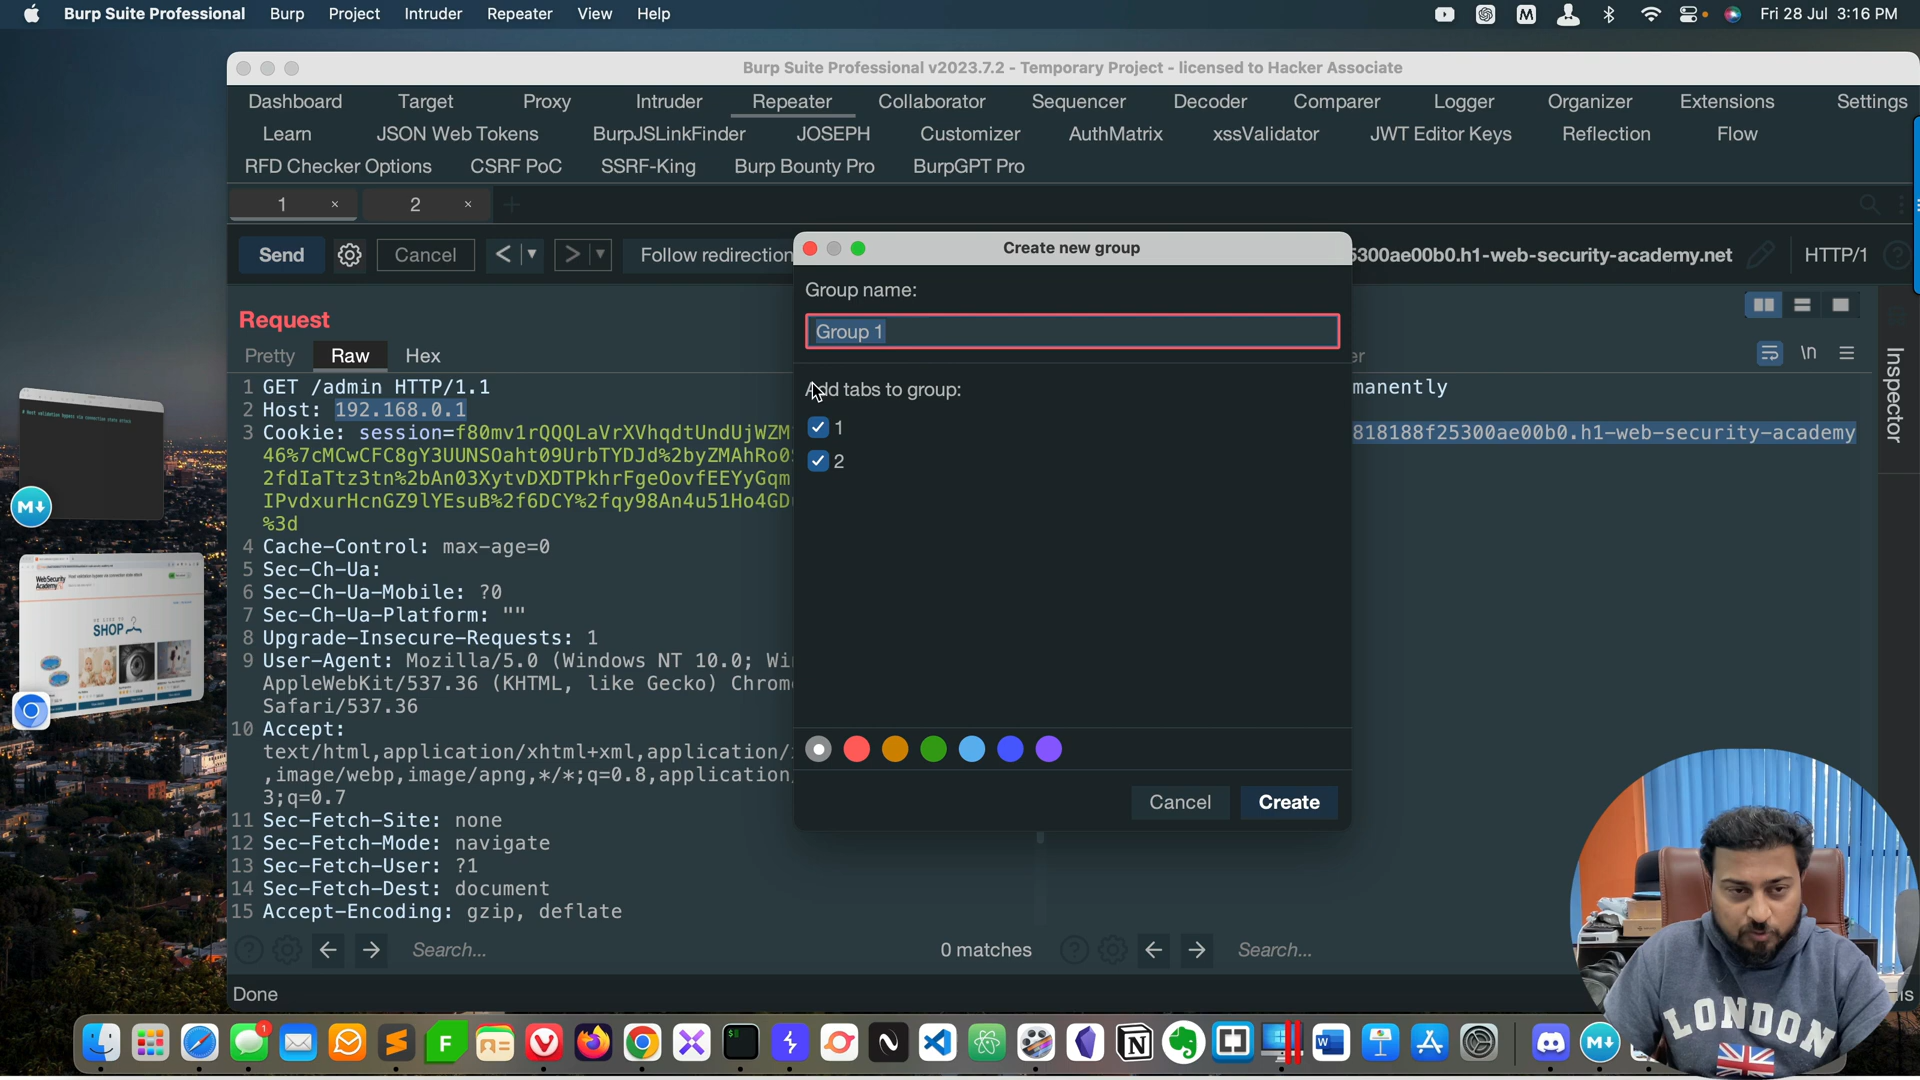 Burp Suite Professional Burp Project Intruder Repeater View Help
Fri 28 Jul 3:16 PM
Burp Suite Professional v2023.7.2 - Temporary Project - licensed to Hacker Associate
Dashboard Target Proxy Intruder Repeater Collaborator Sequencer Decoder Comparer Logger Organizer Extensions Settings
Learn JSON Web Tokens BurpJSLinkFinder JOSEPH Customizer AuthMatrix xssValidator JWT Editor Keys Reflection Flow
RFD Checker Options CSRF PoC SSRF-King Burp Bounty Pro BurpGPT Pro
1 × 2 × +
Send Cancel < > Follow redirection
5300ae00b0.h1-web-security-academy.net HTTP/1
Create new group
Group name:
Group 1
Add tabs to group:
1
2
Cancel Create
Request
Pretty Raw Hex
1 GET /admin HTTP/1.1
2 Host: 192.168.0.1
3 Cookie: session=f80mv1rQQQLaVrXVhqdtUndUjWZM
46%7cMCwCFC8gY3UUNSOaht09UrbTYDJd%2byZMAhRo0
2fdIaTtz3tn%2bAn03XytvDXDTPkhrFgeOovfEEYyGqm
IPvdxurHcnGZ9lYEsuB%2f6DCY%2fqy98An4u51Ho4GD
%3d
4 Cache-Control: max-age=0
5 Sec-Ch-Ua:
6 Sec-Ch-Ua-Mobile: ?0
7 Sec-Ch-Ua-Platform: ""
8 Upgrade-Insecure-Requests: 1
9 User-Agent: Mozilla/5.0 (Windows NT 10.0; Wi
AppleWebKit/537.36 (KHTML, like Gecko) Chrom
Safari/537.36
10 Accept:
text/html,application/xhtml+xml,application/
,image/webp,image/apng,*/*;q=0.8,application
3;q=0.7
11 Sec-Fetch-Site: none
12 Sec-Fetch-Mode: navigate
13 Sec-Fetch-User: ?1
14 Sec-Fetch-Dest: document
15 Accept-Encoding: gzip, deflate
er
\n
manently
818188f25300ae00b0.h1-web-security-academy
Inspector
Search... 0 matches
Search...
Done
WebSecurity Academy
SHOP
LONDON